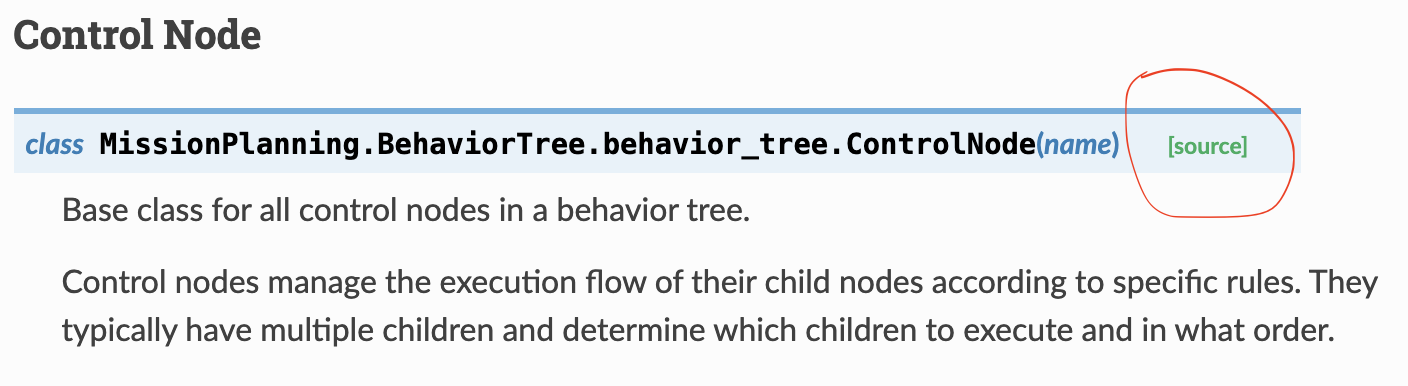 Control Node
class MissionPlanning.BehaviorTree.behavior_tree.ControlNode(name) [source]
Base class for all control nodes in a behavior tree.
Control nodes manage the execution flow of their child nodes according to specific rules. They
typically have multiple children and determine which children to execute and in what order.